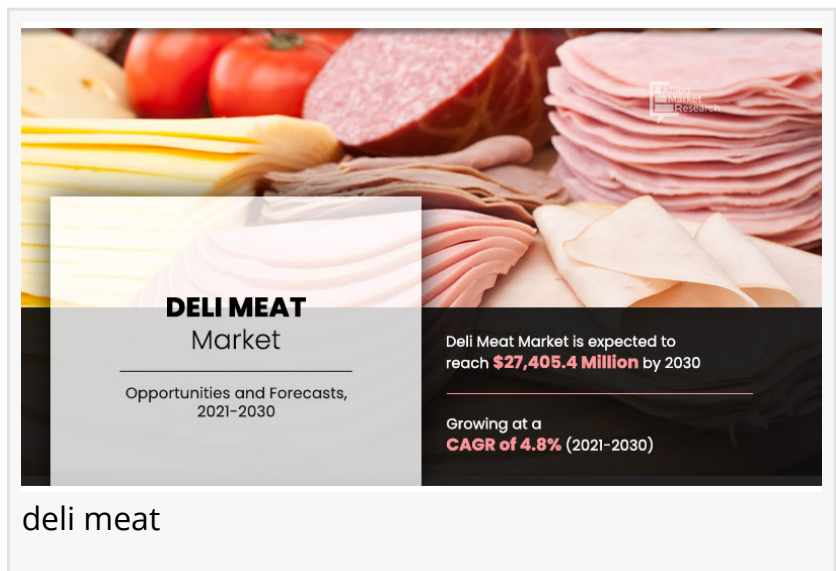 Allied
Market
Research
DELI MEAT
Market
Opportunities and Forecasts,
2021-2030
Deli Meat Market is expected to
reach $27,405.4 Million by 2030
Growing at a
CAGR of 4.8% (2021-2030)
deli meat